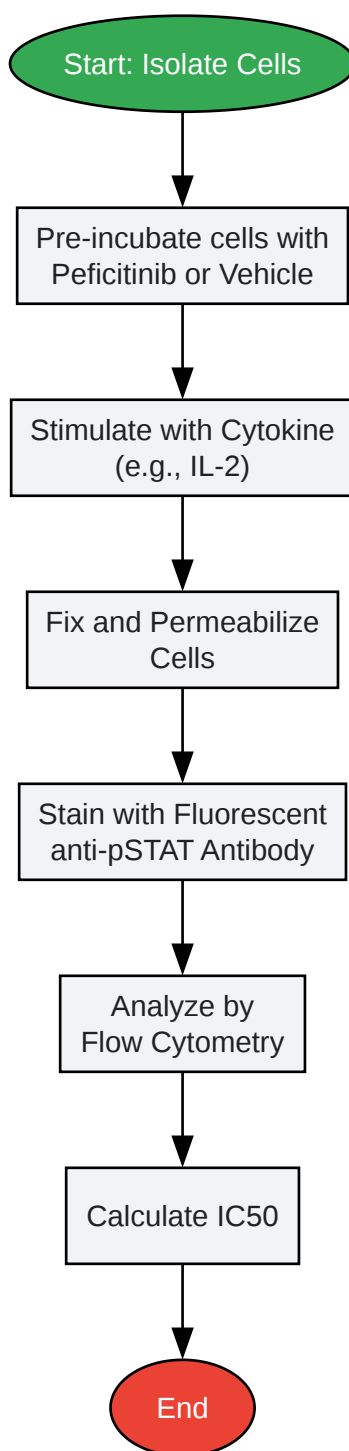 Start: Isolate Cells
Pre-incubate cells with
Peficitinib or Vehicle
Stimulate with Cytokine
(e.g., IL-2)
Fix and Permeabilize
Cells
Stain with Fluorescent
anti-pSTAT Antibody
Analyze by
Flow Cytometry
Calculate IC50
End